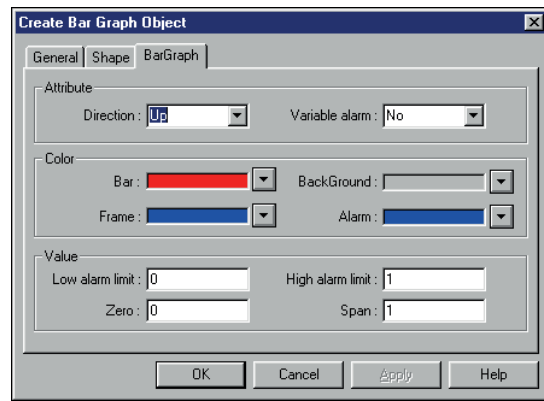 Create Bar Graph Object
General Shape BarGraph
Attribute
Direction : Up Variable alarm : No
Color
Bar : BackGround :
Frame : Alarm :
Value
Low alarm limit : 0 High alarm limit : 1
Zero : 0 Span : 1
OK Cancel Apply Help